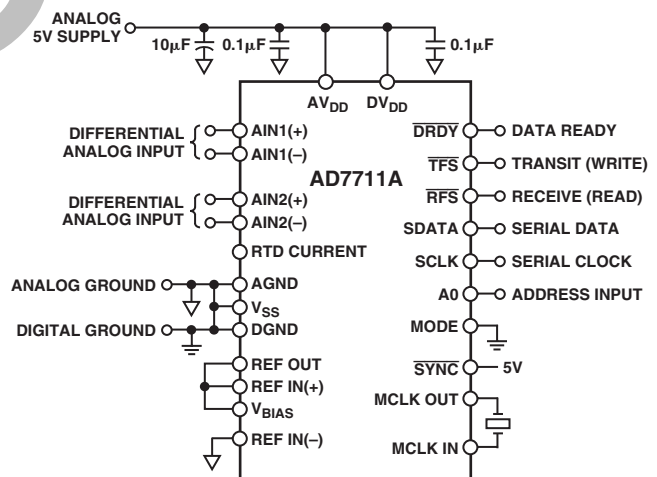 ANALOG
5V SUPPLY
10μF
0.1μF
0.1μF
AVDD
DVDD
DIFFERENTIAL
ANALOG INPUT
AIN1(+)
AIN1(–)
DIFFERENTIAL
ANALOG INPUT
AIN2(+)
AIN2(–)
RTD CURRENT
ANALOG GROUND
AGND
VSS
DIGITAL GROUND
DGND
REF OUT
REF IN(+)
VBIAS
REF IN(–)
AD7711A
DRDY
DATA READY
TFS
TRANSIT (WRITE)
RFS
RECEIVE (READ)
SDATA
SERIAL DATA
SCLK
SERIAL CLOCK
A0
ADDRESS INPUT
MODE
SYNC
5V
MCLK OUT
MCLK IN